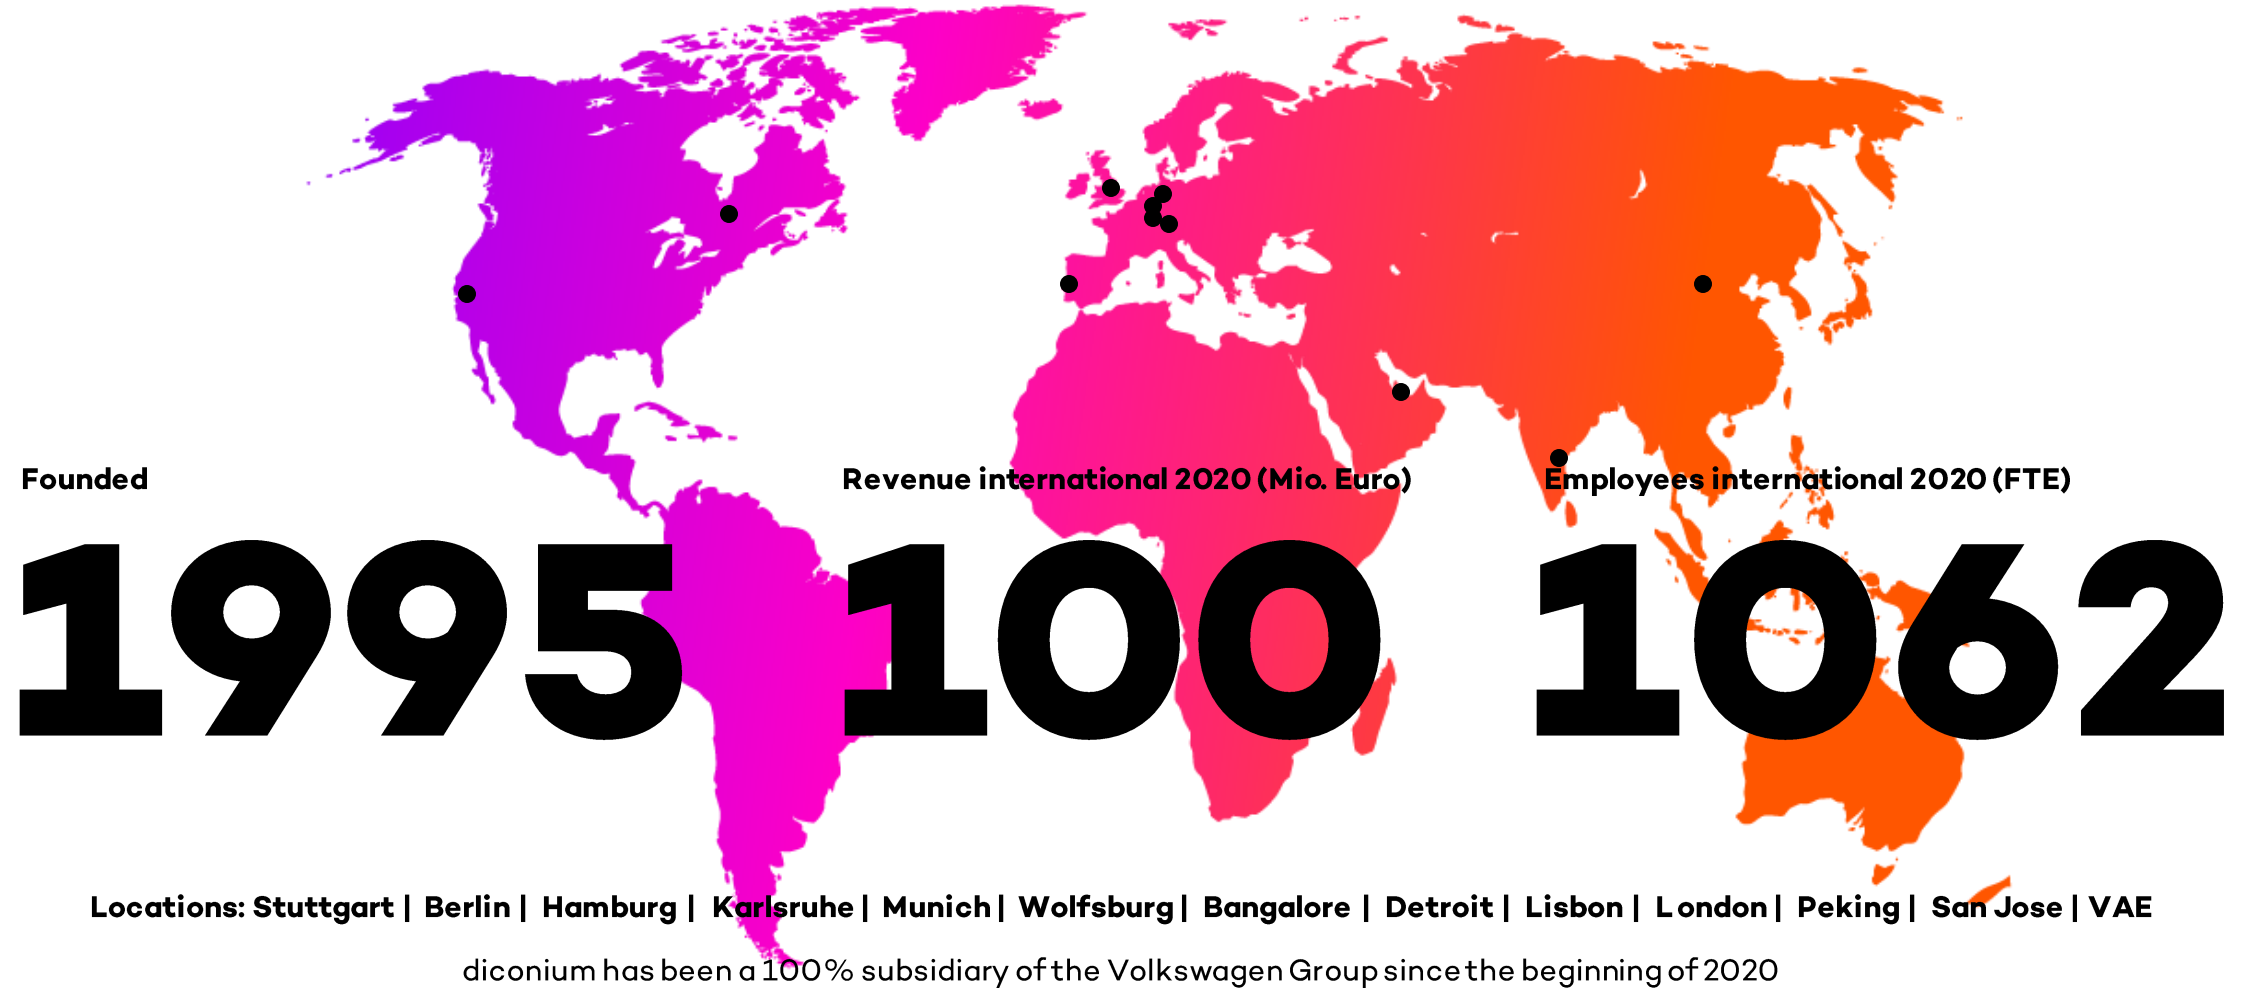 Founded
Revenue international 2020 (Mio. Euro)
Employees international 2020 (FTE)
1995
100
1062
Locations: Stuttgart | Berlin | Hamburg | Karlsruhe | Munich | Wolfsburg | Bangalore | Detroit | Lisbon | London | Peking | San Jose | VAE
diconium has been a 100% subsidiary of the Volkswagen Group since the beginning of 2020